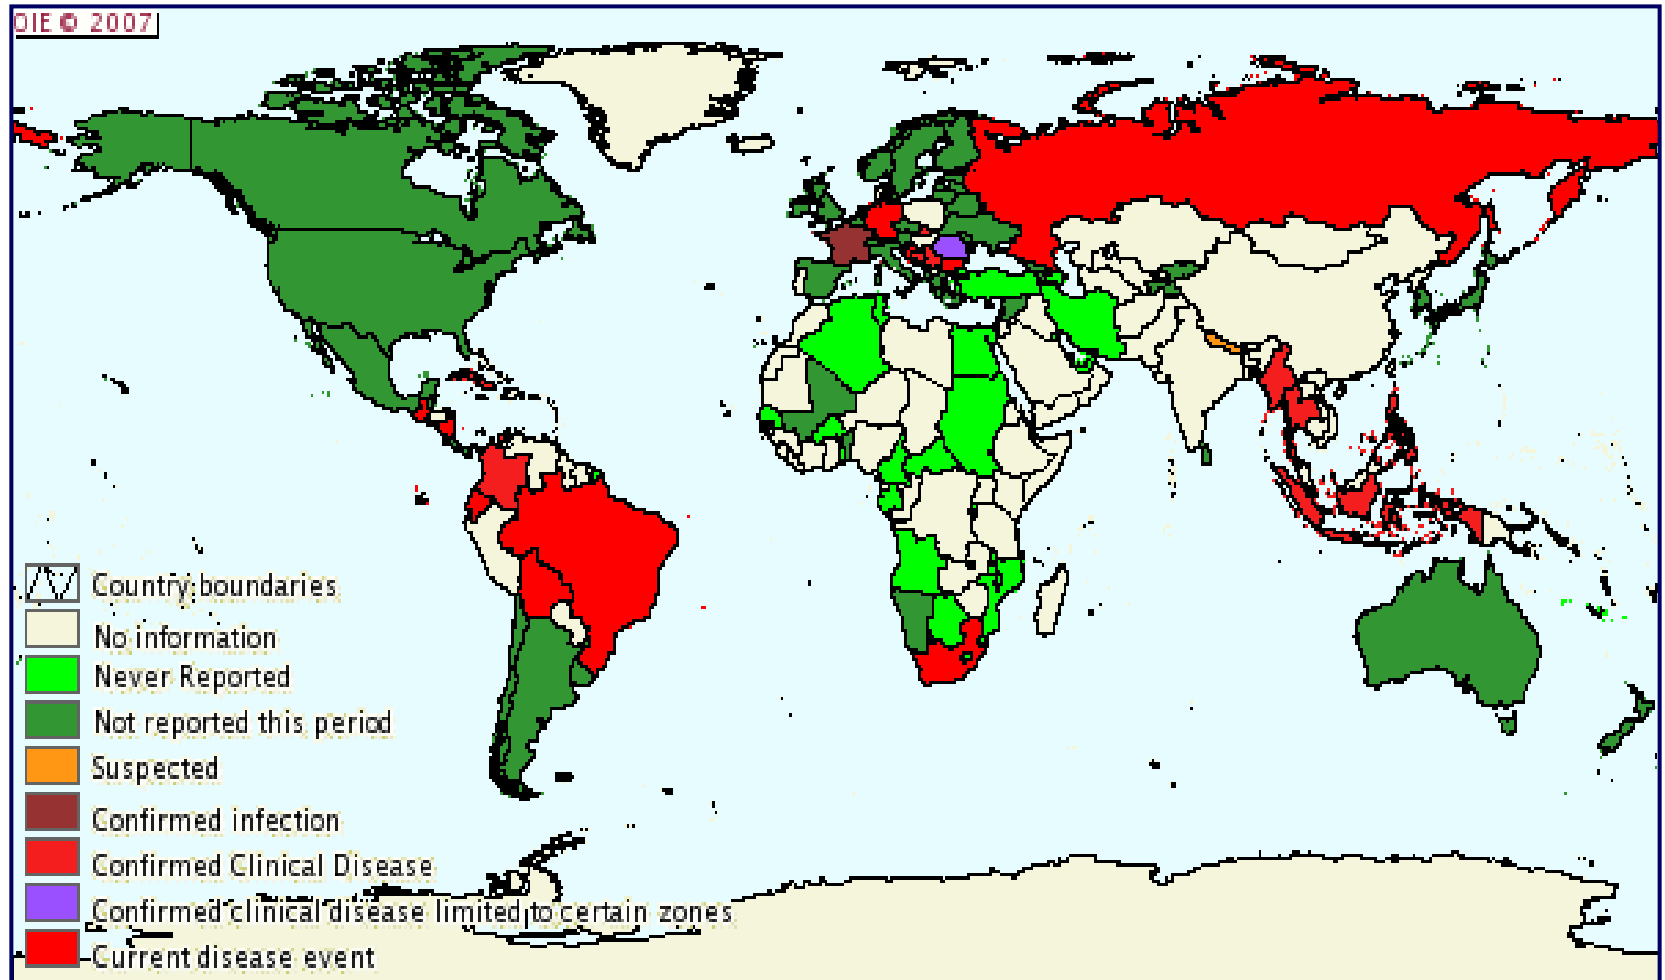 OIE © 2007
Country boundaries
No information
Never Reported
Not reported this period
Suspected
Confirmed infection
Confirmed Clinical Disease
Confirmed clinical disease limited to certain zones
Current disease event